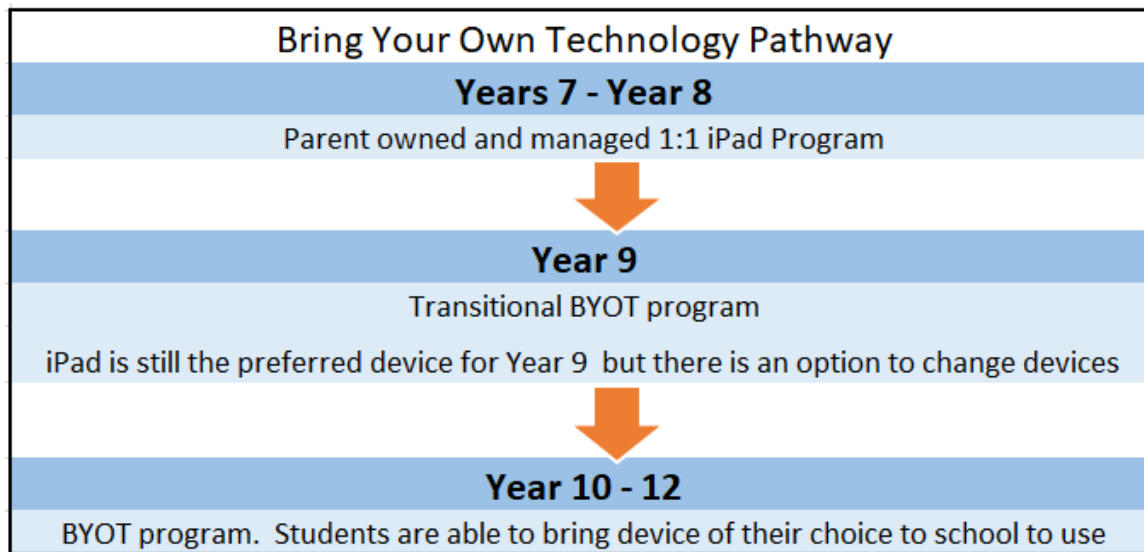 Bring Your Own Technology Pathway
Years 7 - Year 8
Parent owned and managed 1:1 iPad Program
Year 9
Transitional BYOT program
iPad is still the preferred device for Year 9  but there is an option to change devices
Year 10 - 12
BYOT program.  Students are able to bring device of their choice to school to use